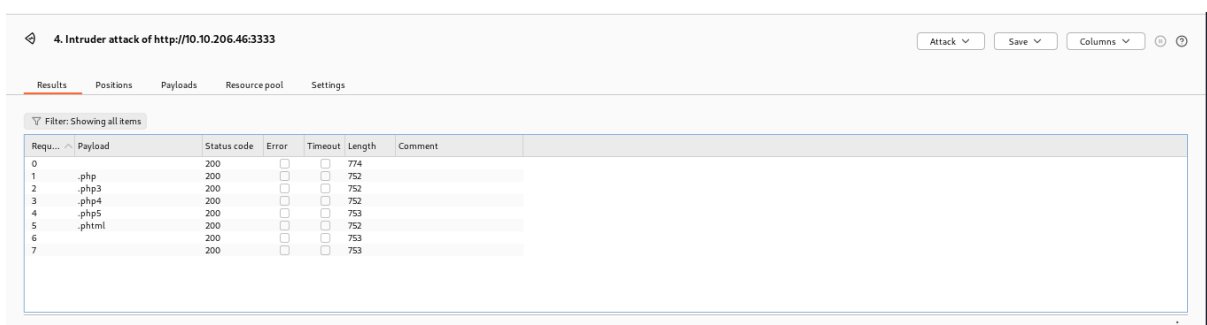 4. Intruder attack of http://10.10.206.46:3333
Attack Save Columns
Results Positions Payloads Resource pool Settings
Filter: Showing all items
Requ... Payload Status code Error Timeout Length Comment
0 200 774
1 .php 200 752
2 .php3 200 752
3 .php4 200 752
4 .php5 200 753
5 .phtml 200 752
6 200 753
7 200 753